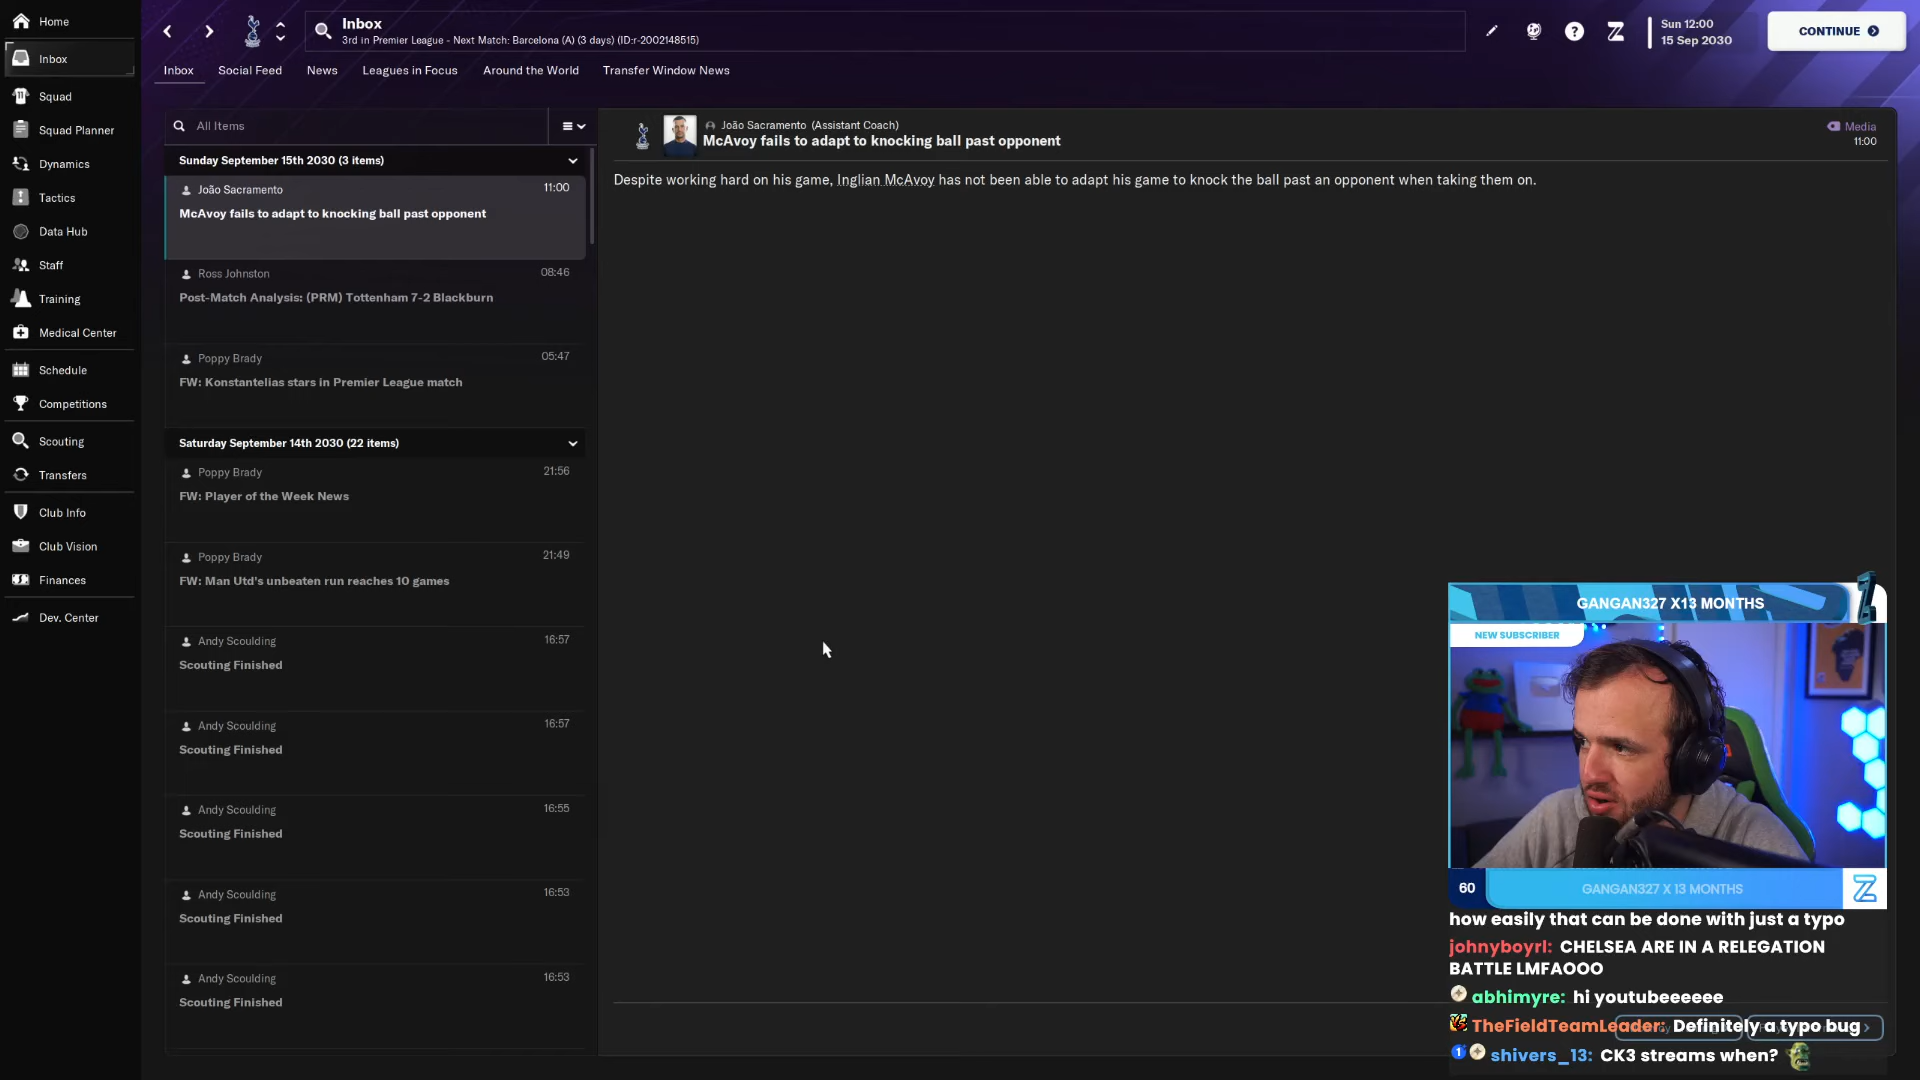 Home
Inbox
Squad
Squad Planner
Dynamics
Tactics
Data Hub
Staff
Training
Medical Center
Schedule
Competitions
Scouting
Transfers
Club Info
Club Vision
Finances
Dev. Center
Inbox
3rd in Premier League - Next Match: Barcelona (A) (3 days) (ID:r-2002148515)
Sun 12:00
15 Sep 2030
CONTINUE
Inbox
Social Feed
News
Leagues in Focus
Around the World
Transfer Window News
All Items
Sunday September 15th 2030 (3 items)
João Sacramento 11:00
McAvoy fails to adapt to knocking ball past opponent
Ross Johnston 08:46
Post-Match Analysis: (PRM) Tottenham 7-2 Blackburn
Poppy Brady 05:47
FW: Konstantelias stars in Premier League match
Saturday September 14th 2030 (22 items)
Poppy Brady 21:56
FW: Player of the Week News
Poppy Brady 21:49
FW: Man Utd's unbeaten run reaches 10 games
Andy Scoulding 16:57
Scouting Finished
Andy Scoulding 16:57
Scouting Finished
Andy Scoulding 16:55
Scouting Finished
Andy Scoulding 16:53
Scouting Finished
Andy Scoulding 16:53
Scouting Finished
João Sacramento (Assistant Coach)
McAvoy fails to adapt to knocking ball past opponent
Media
11:00
Despite working hard on his game, Inglian McAvoy has not been able to adapt his game to knock the ball past an opponent when taking them on.
GANGAN327 X13 MONTHS
NEW SUBSCRIBER
60
GANGAN327 X 13 MONTHS
how easily that can be done with just a typo
johnyboyrl: CHELSEA ARE IN A RELEGATION
BATTLE LMFAOOO
abhimyre: hi youtubeeeeee
TheFieldTeamLeader: Definitely a typo bug
shivers_13: CK3 streams when?